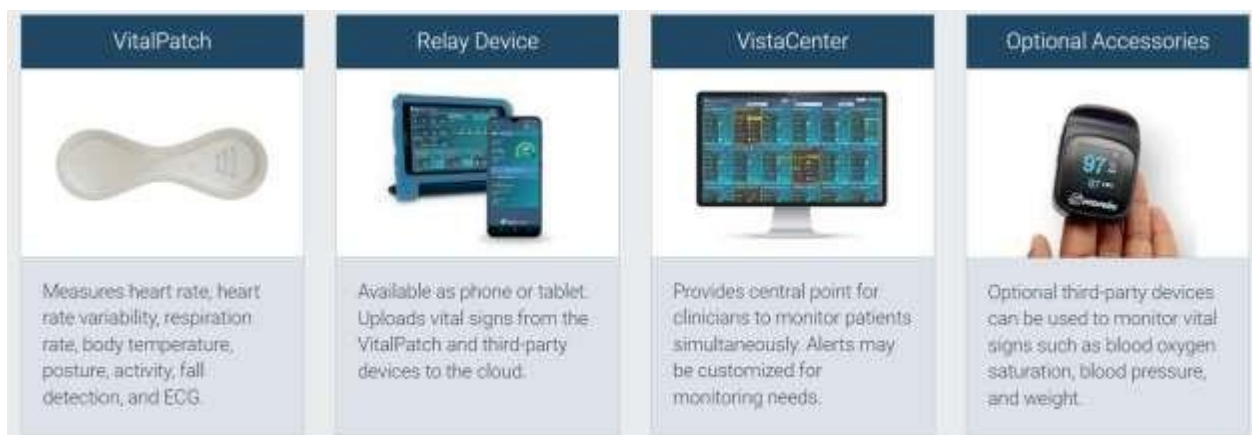 VitalPatch
Measures heart rate, heart
rate variability, respiration
rate, body temperature,
posture, activity, fall
detection, and ECG.
Relay Device
Available as phone or tablet.
Uploads vital signs from the
VitalPatch and third-party
devices to the cloud.
VistaCenter
Provides central point for
clinicians to monitor patients
simultaneously. Alerts may
be customized for
monitoring needs.
Optional Accessories
97
Optional third-party devices
can be used to monitor vital
signs such as blood oxygen
saturation, blood pressure,
and weight.